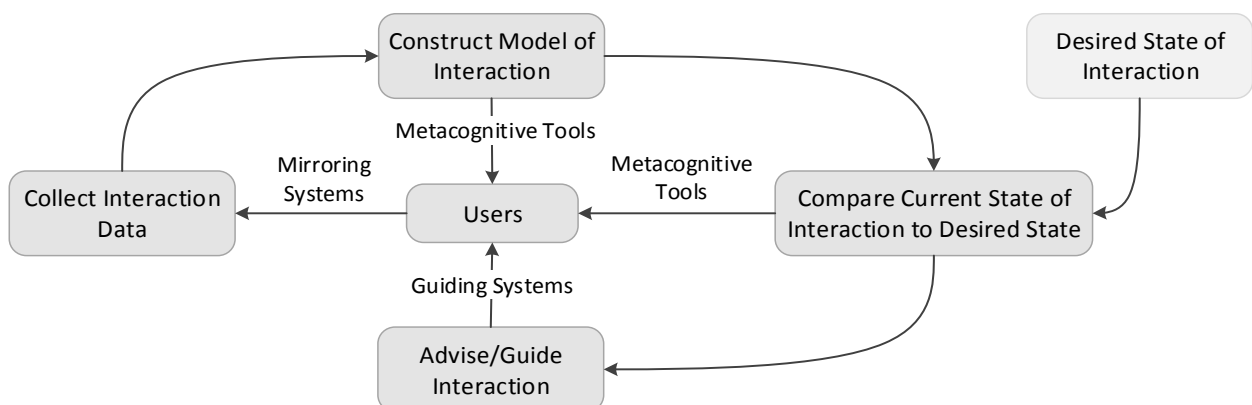 Construct Model of
Interaction
Desired State of
Interaction
Metacognitive Tools
Mirroring
Systems
Metacognitive
Tools
Collect Interaction
Data
Users
Compare Current State of
Interaction to Desired State
Guiding Systems
Advise/Guide
Interaction